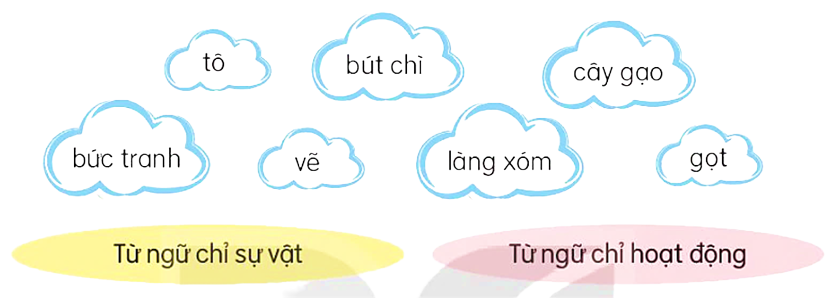 tô
bút chì
cây gạo
bức tranh
vẽ
làng xóm
gọt
Từ ngữ chỉ sự vật
Từ ngữ chỉ hoạt động